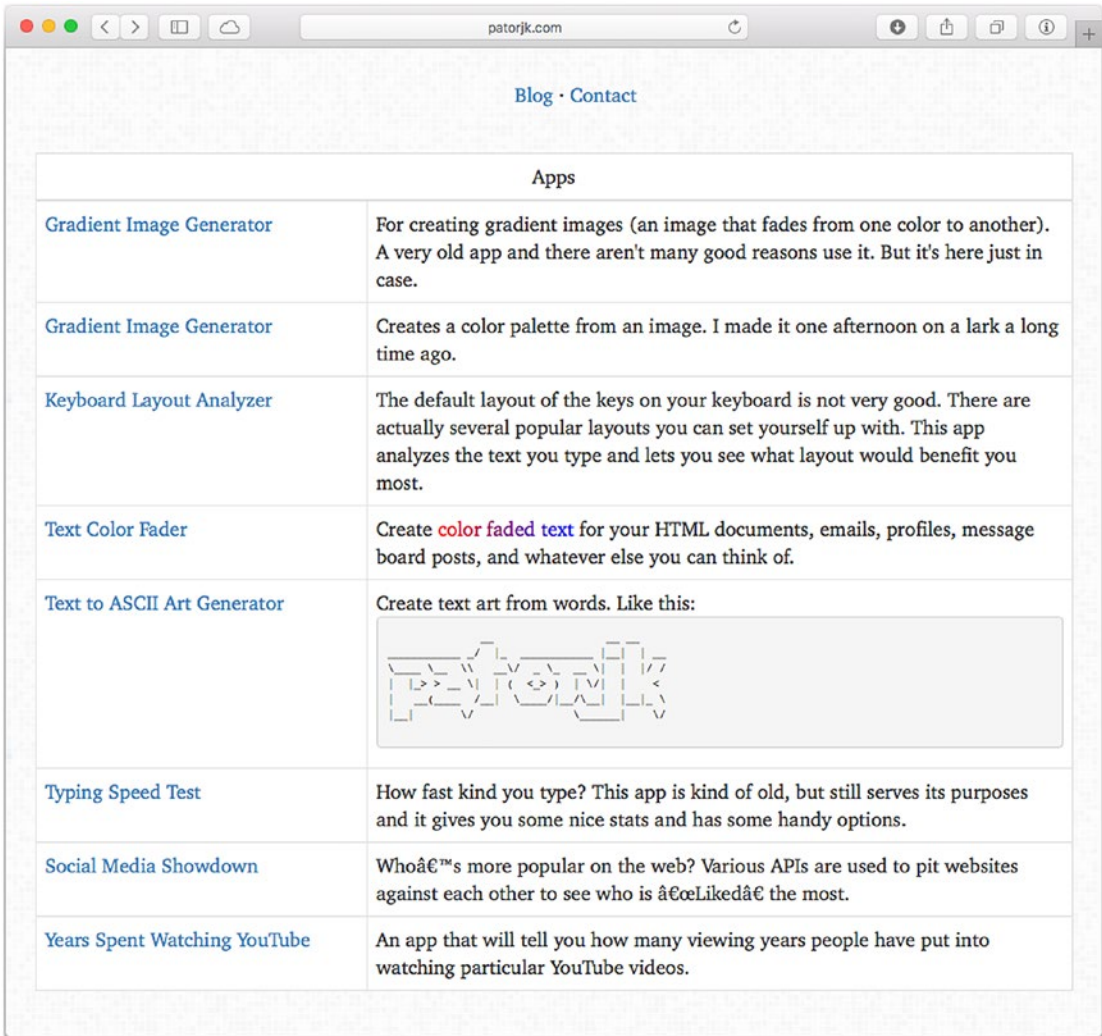 patorjk.com
Blog · Contact
Apps
Gradient Image Generator
For creating gradient images (an image that fades from one color to another).
A very old app and there aren't many good reasons use it. But it's here just in
case.
Gradient Image Generator
Creates a color palette from an image. I made it one afternoon on a lark a long
time ago.
Keyboard Layout Analyzer
The default layout of the keys on your keyboard is not very good. There are
actually several popular layouts you can set yourself up with. This app
analyzes the text you type and lets you see what layout would benefit you
most.
Text Color Fader
Create color faded text for your HTML documents, emails, profiles, message
board posts, and whatever else you can think of.
Text to ASCII Art Generator
Create text art from words. Like this:
patorjk
Typing Speed Test
How fast kind you type? This app is kind of old, but still serves its purposes
and it gives you some nice stats and has some handy options.
Social Media Showdown
Whoâ€™s more popular on the web? Various APIs are used to pit websites
against each other to see who is â€œLikedâ€ the most.
Years Spent Watching YouTube
An app that will tell you how many viewing years people have put into
watching particular YouTube videos.